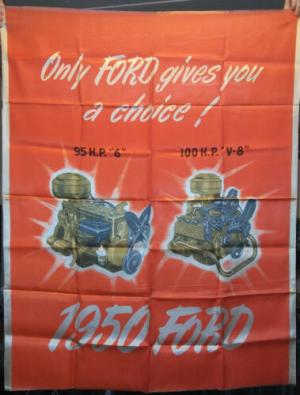 Only FORD gives you
a choice!
95 H.P. "6"
100 H.P. "V-8"
1950 FORD